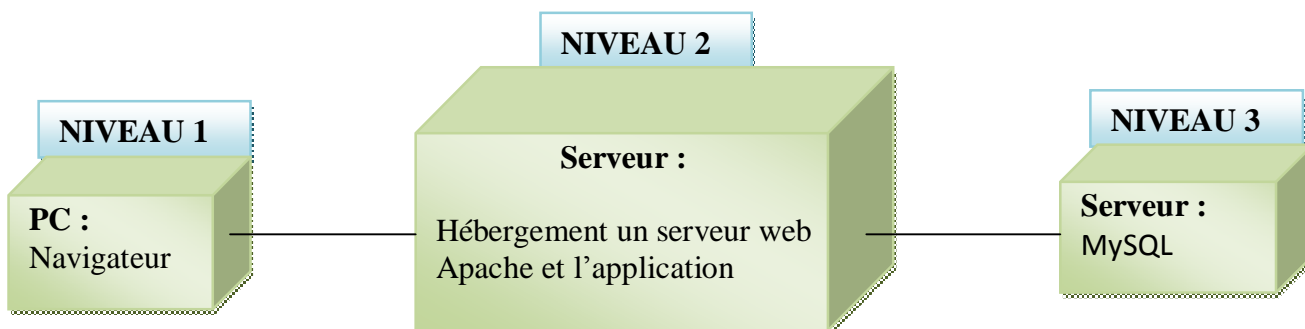 NIVEAU 1
PC :
Navigateur
NIVEAU 2
Serveur :
Hébergement un serveur web
Apache et l’application
NIVEAU 3
Serveur :
MySQL